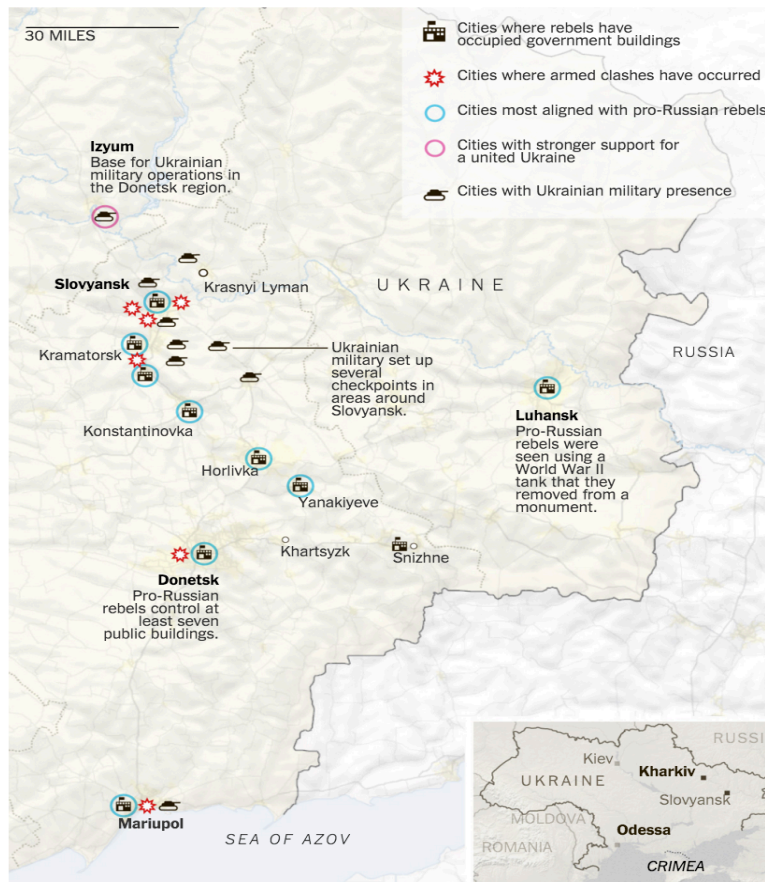 30 MILES
Cities where rebels have
occupied government buildings
Cities where armed clashes have occurred
Cities most aligned with pro-Russian rebels
Cities with stronger support for
a united Ukraine
Cities with Ukrainian military presence
Izyum
Base for Ukrainian
military operations in
the Donetsk region.
Slovyansk
Krasnyi Lyman
UKRAINE
RUSSIA
Kramatorsk
Ukrainian
military set up
several
checkpoints in
areas around
Slovyansk.
Konstantinovka
Luhansk
Pro-Russian
rebels were
seen using a
World War II
tank that they
removed from a
monument.
Horlivka
Yanakiyeve
Khartsyzk
Snizhne
Donetsk
Pro-Russian
rebels control at
least seven
public buildings.
Mariupol
SEA OF AZOV
RUSSI
Kiev
Kharkiv
UKRAINE
Slovyansk
MOLDOVA
Odessa
ROMANIA
CRIMEA